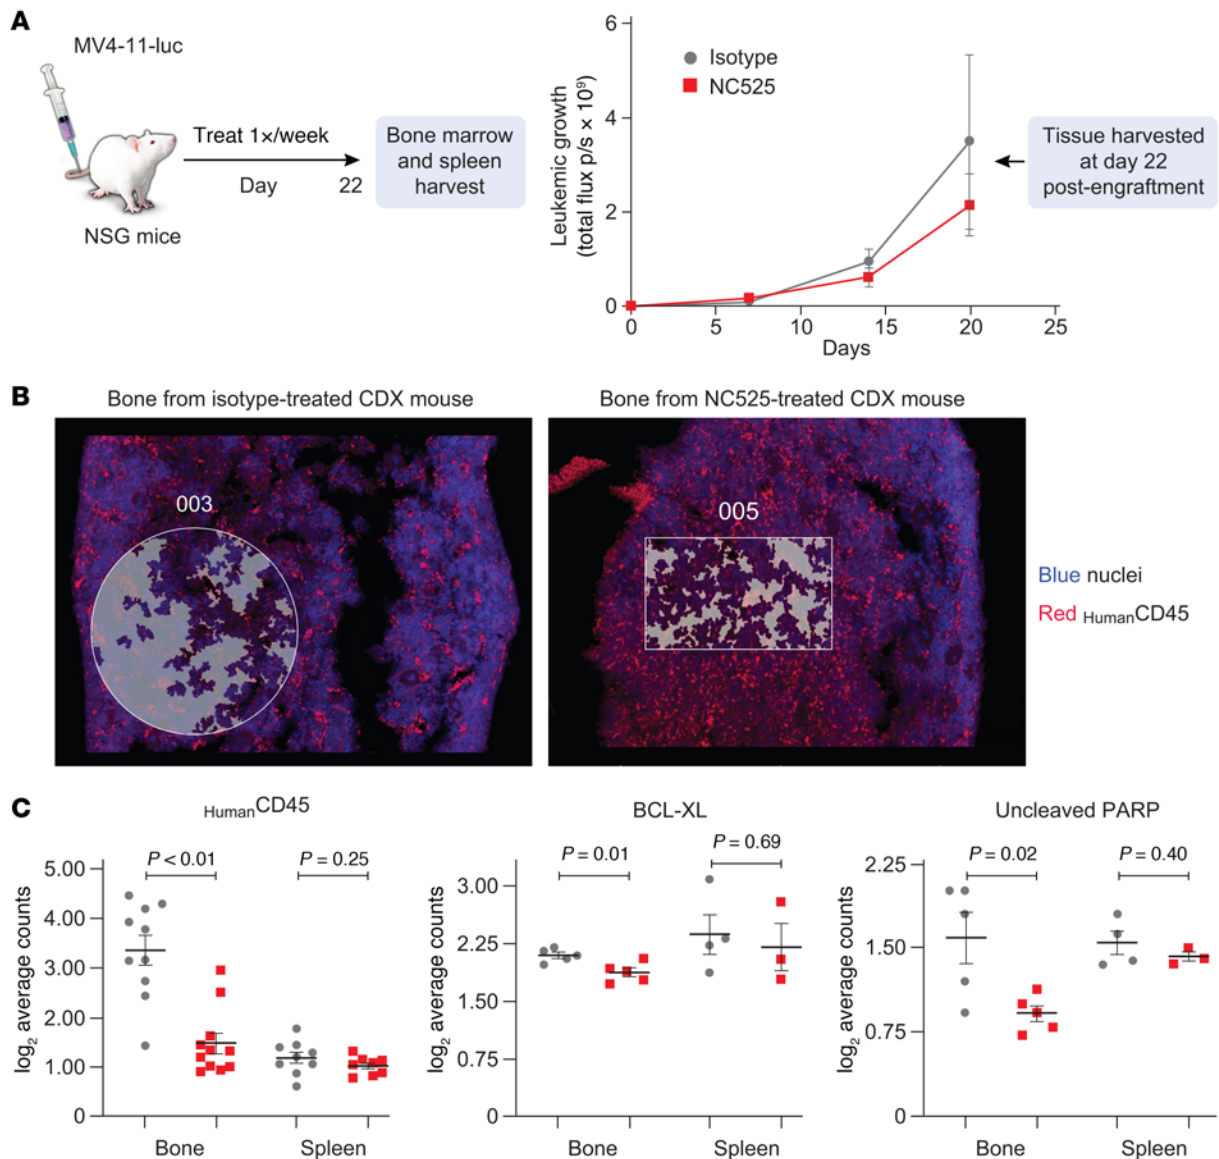 A
MV4-11-luc
NSG mice
Treat 1×/week
Day 22
Bone marrow
and spleen
harvest
Leukemic growth
(total flux p/s × 10⁹)
6
4
2
0
Isotype
NC525
0 5 10 15 20 25
Days
Tissue harvested
at day 22
post-engraftment
B
Bone from isotype-treated CDX mouse
003
Bone from NC525-treated CDX mouse
005
Blue nuclei
Red HumanCD45
C
HumanCD45
log₂ average counts
5.00
4.00
3.00
2.00
1.00
0
P < 0.01
P = 0.25
Bone Spleen
BCL-XL
log₂ average counts
3.00
2.25
1.50
0.75
0
P = 0.01
P = 0.69
Bone Spleen
Uncleaved PARP
log₂ average counts
2.25
1.50
0.75
0
P = 0.02
P = 0.40
Bone Spleen